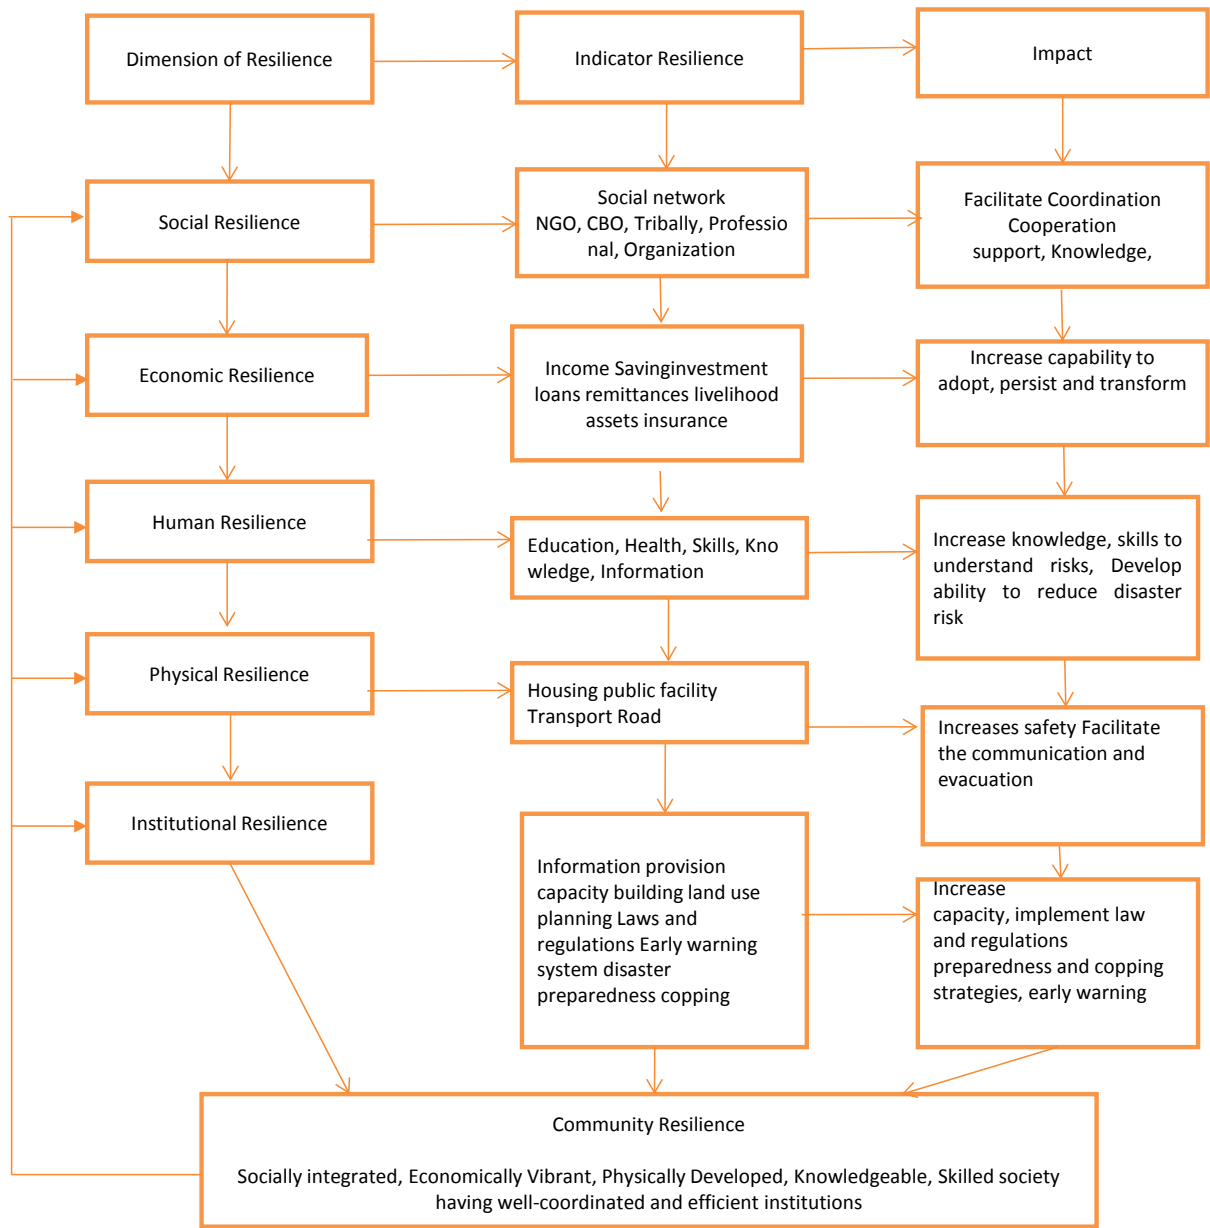 Dimension of Resilience
Indicator Resilience
Impact
Social Resilience
Social network
NGO, CBO, Tribally, Professio
nal, Organization
Facilitate Coordination
Cooperation
support, Knowledge,
Economic Resilience
Income Savinginvestment
loans remittances livelihood
assets insurance
Increase capability to
adopt, persist and transform
Human Resilience
Education, Health, Skills, Kno
wledge, Information
Increase knowledge, skills to
understand risks, Develop
ability to reduce disaster
risk
Physical Resilience
Housing public facility
Transport Road
Increases safety Facilitate
the communication and
evacuation
Institutional Resilience
Information provision
capacity building land use
planning Laws and
regulations Early warning
system disaster
preparedness copping
Increase
capacity, implement law
and regulations
preparedness and copping
strategies, early warning
Community Resilience
Socially integrated, Economically Vibrant, Physically Developed, Knowledgeable, Skilled society
having well-coordinated and efficient institutions